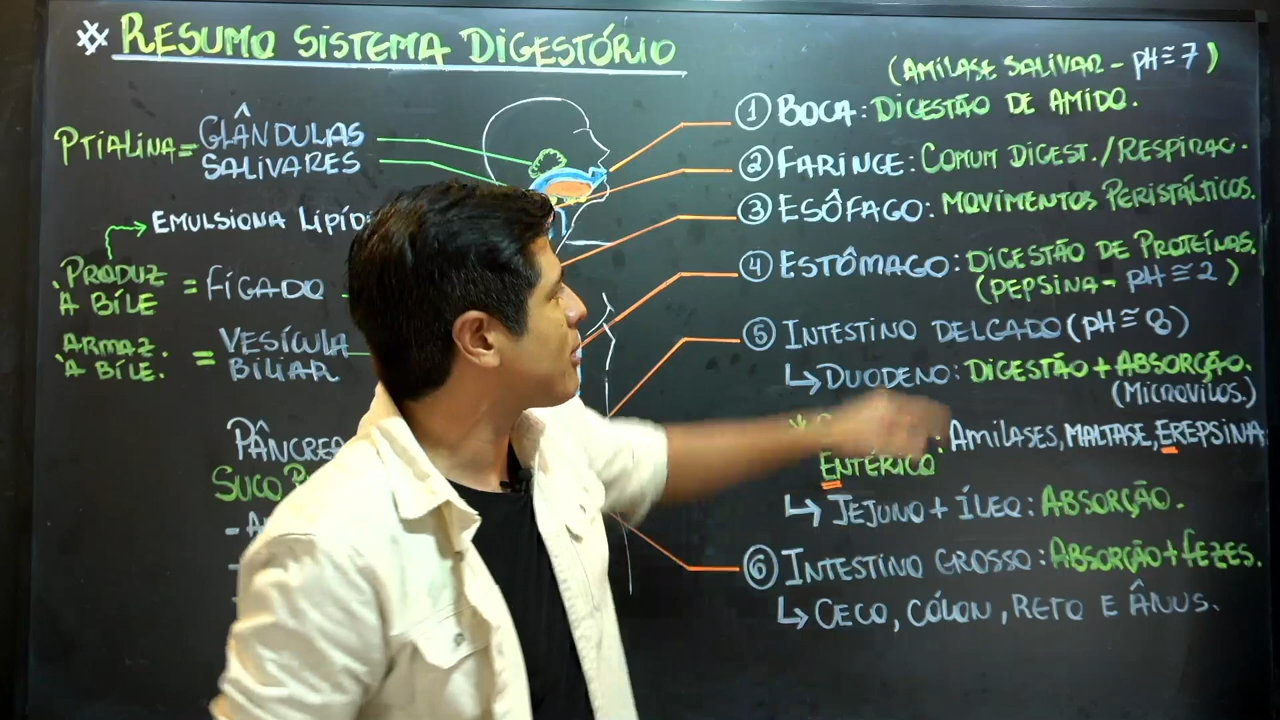 RESUMO SISTEMA DIGESTÓRIO
PTIALINA = GLÂNDULAS
SALIVARES
EMULSIONA
PRODUZ
A BÍLE = FÍGADO
ARMAZ.
A BÍLE. = VESÍCULA
BILIAR
SUCO
(AMILASE SALIVAR - pH ≅ 7)
① BOCA: DIGESTÃO DE AMIDO.
② FARINGE: COMUM DIGEST./RESPIRAÇ.
③ ESÔFAGO: MOVIMENTOS PERISTÁLTICOS.
④ ESTÔMAGO: DIGESTÃO DE PROTEÍNAS.
(PEPSINA - pH ≅ 2)
⑤ INTESTINO DELGADO (pH ≅ 8)
↳ DUODENO: DIGESTÃO + ABSORÇÃO.
(MICROVILOS.)
* : AMILASES, MALTASE, EREPSINA
ENTÉRICO
↳ JEJUNO + ÍLEO: ABSORÇÃO.
⑥ INTESTINO GROSSO: ABSORÇÃO + FEZES.
↳ CECO, CÓLON, RETO E ÂNUS.